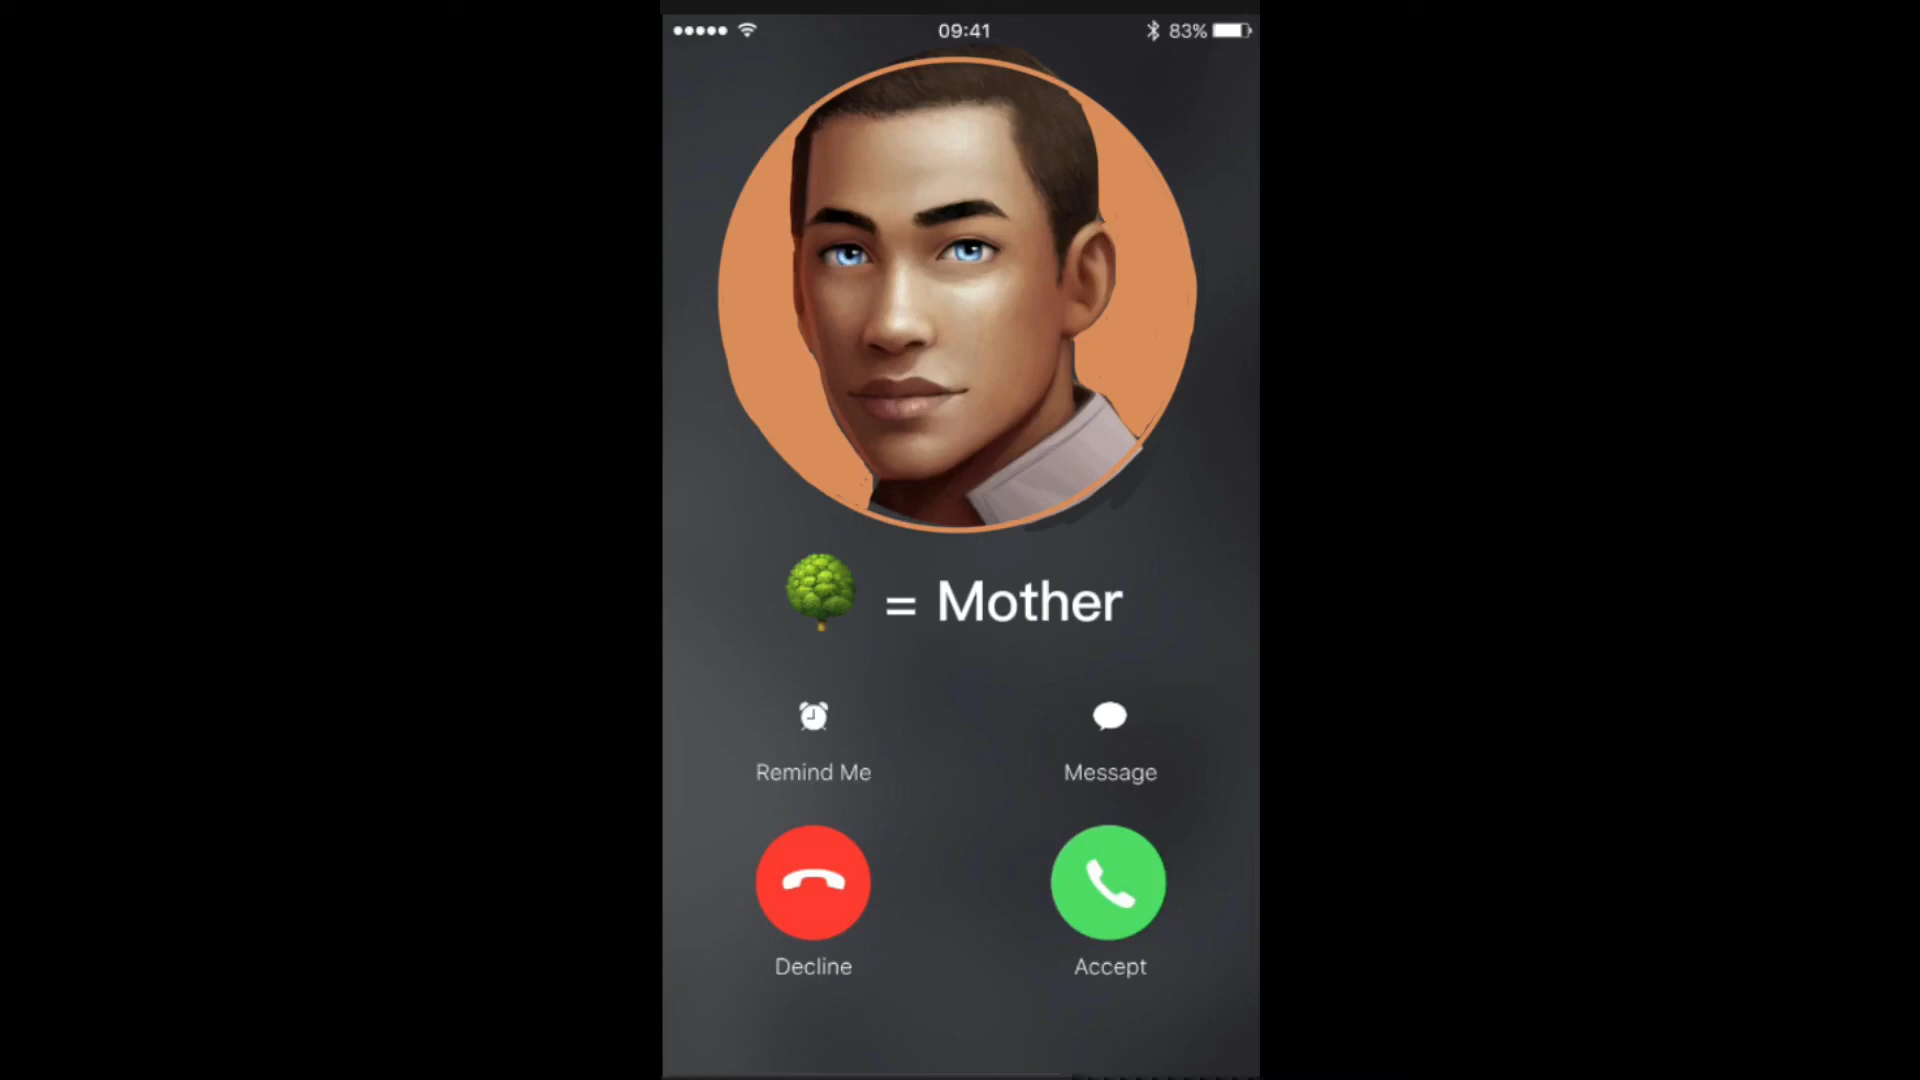 09:41 83%
🌳 = Mother
Remind Me Message
Decline Accept